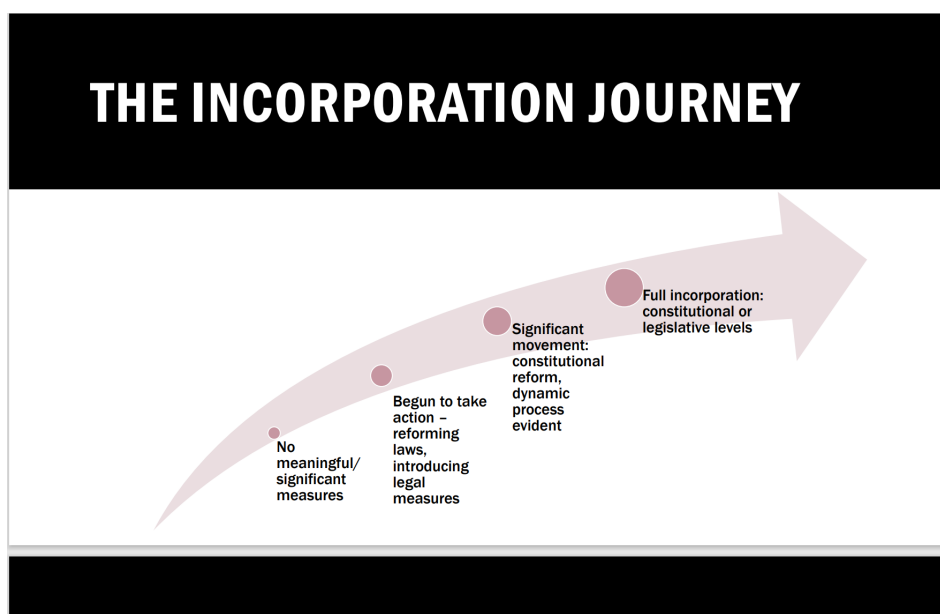 THE INCORPORATION JOURNEY
No
meaningful/
significant
measures
Begun to take
action –
reforming
laws,
introducing
legal
measures
Significant
movement:
constitutional
reform,
dynamic
process
evident
Full incorporation:
constitutional or
legislative levels